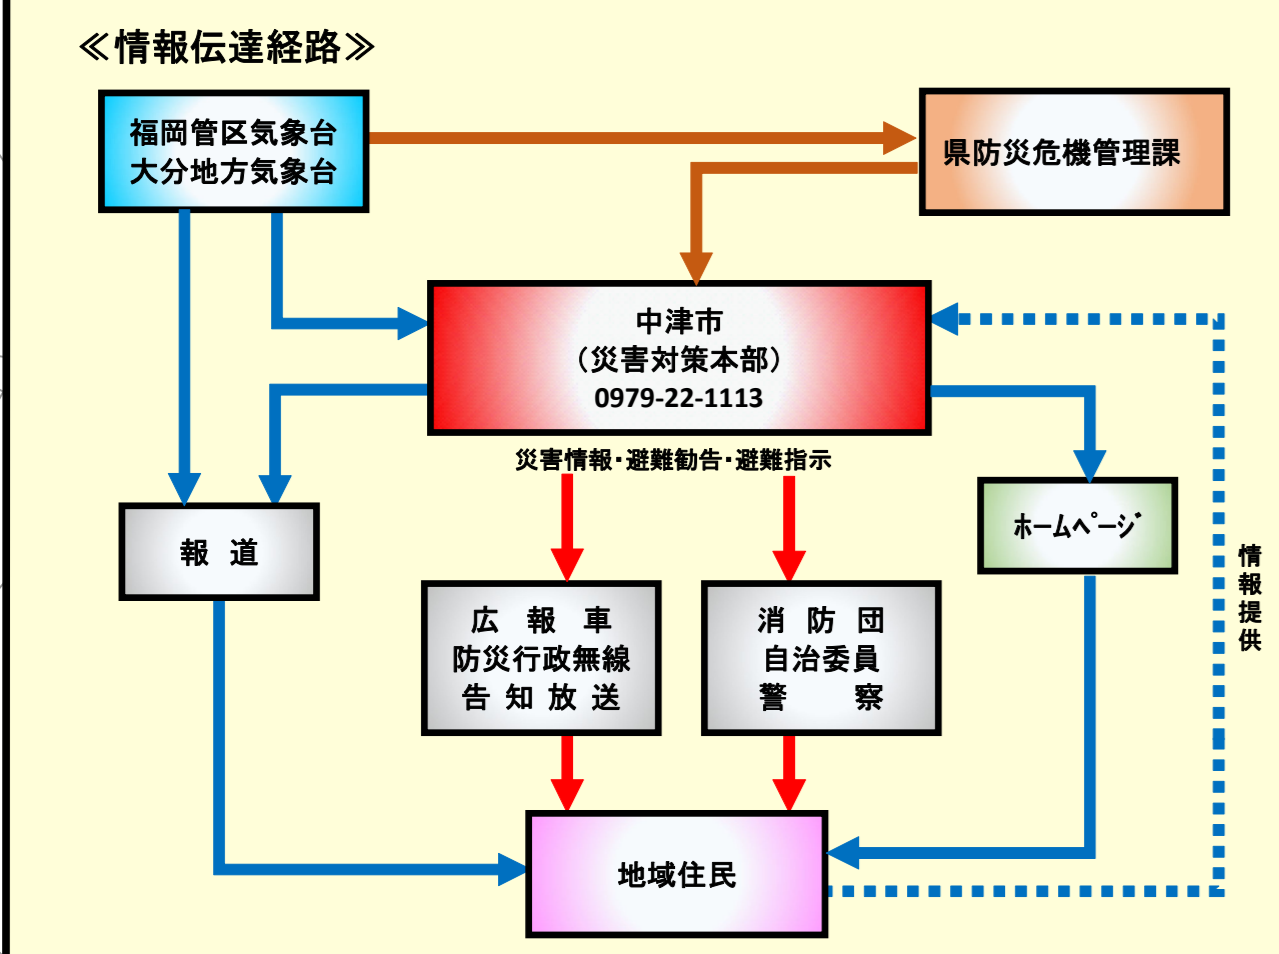 ≪情報伝達経路≫
福岡管区気象台
大分地方気象台
県防災危機管理課
中津市
（災害対策本部）
0979-22-1113
災害情報・避難勧告・避難指示
報 道
ﾎｰﾑﾍﾟｰｼﾞ
広 報 車
防災行政無線
告 知 放 送
消 防 団
自治委員
警 察
情報提供
地域住民